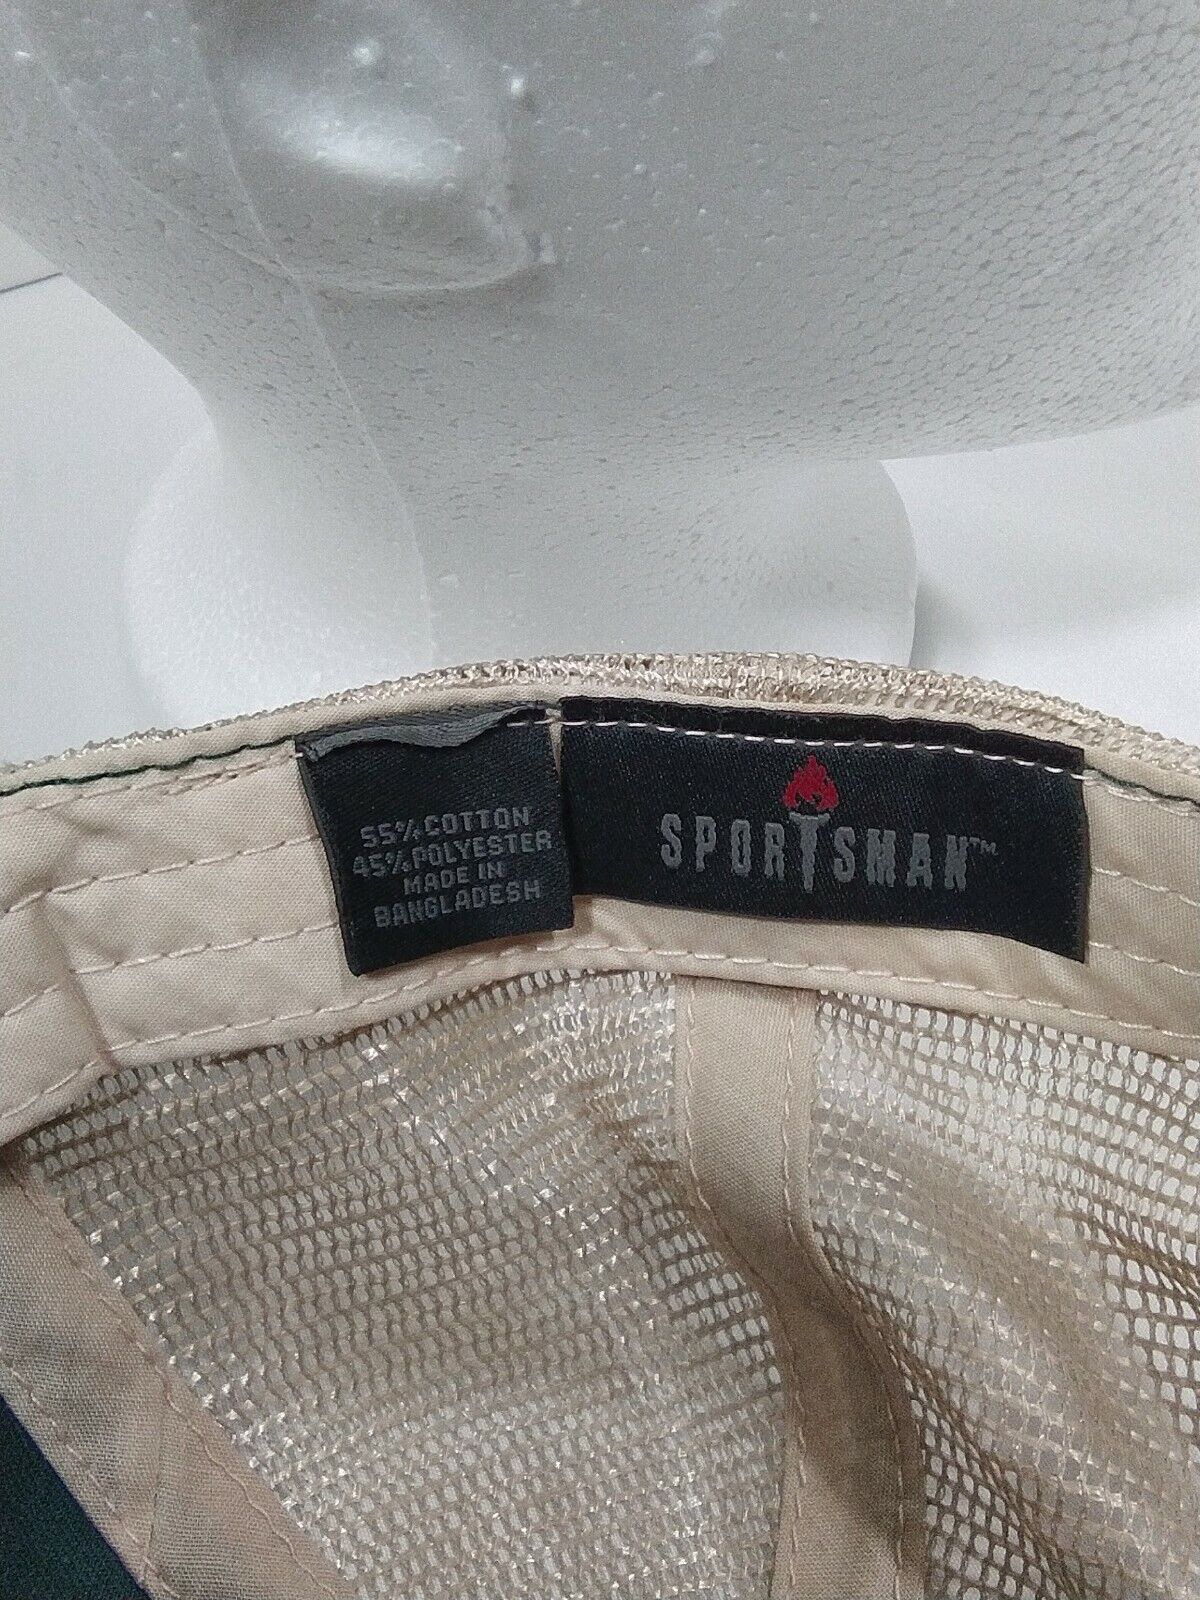 55% COTTON
45% POLYESTER
MADE IN
BANGLADESH
SPORTSMAN™